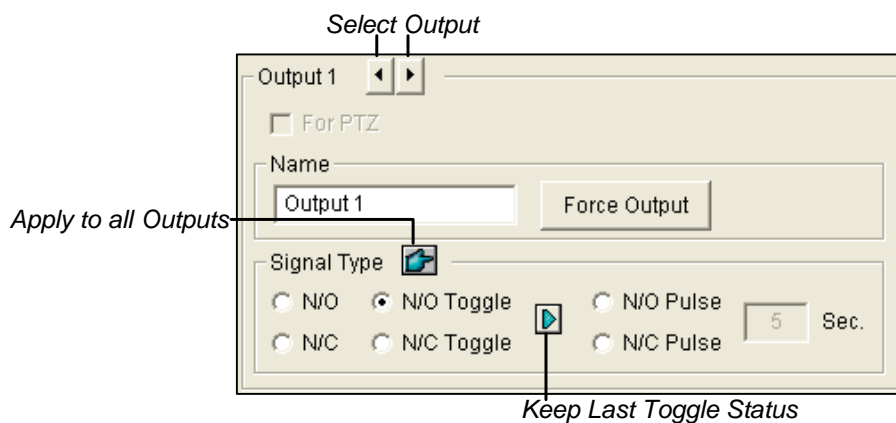 Select Output
Output 1
For PTZ
Name
Output 1 Force Output
Apply to all Outputs
Signal Type
N/O N/O Toggle N/O Pulse
5 Sec.
N/C N/C Toggle N/C Pulse
Keep Last Toggle Status